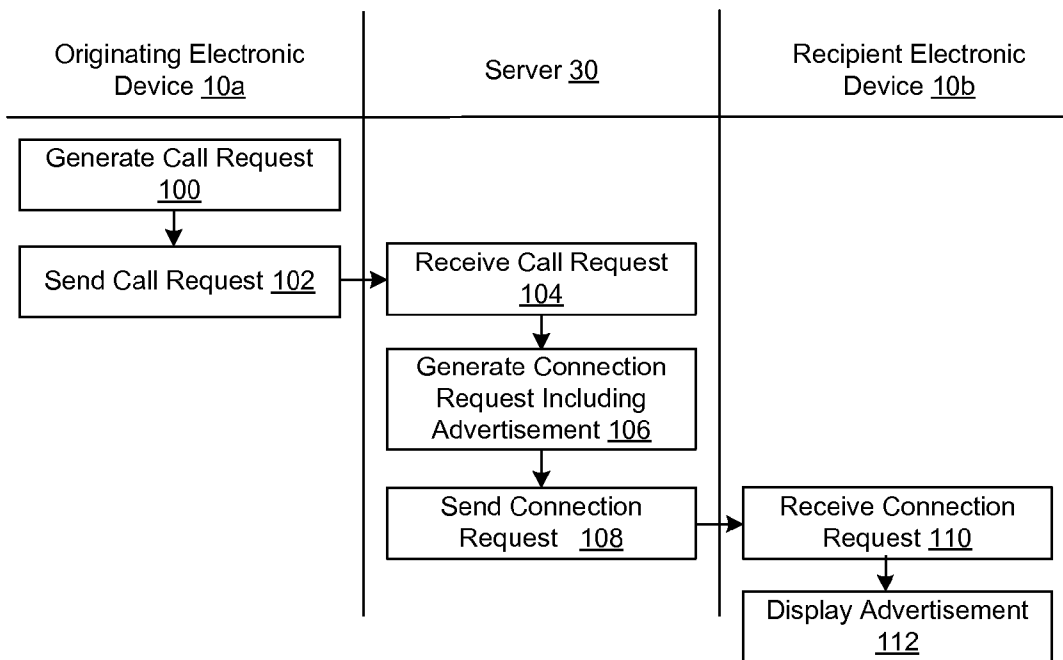 Originating Electronic
Device 10a
Server 30
Recipient Electronic
Device 10b
Generate Call Request
100
Send Call Request 102
Receive Call Request
104
Generate Connection
Request Including
Advertisement 106
Send Connection
Request 108
Receive Connection
Request 110
Display Advertisement
112